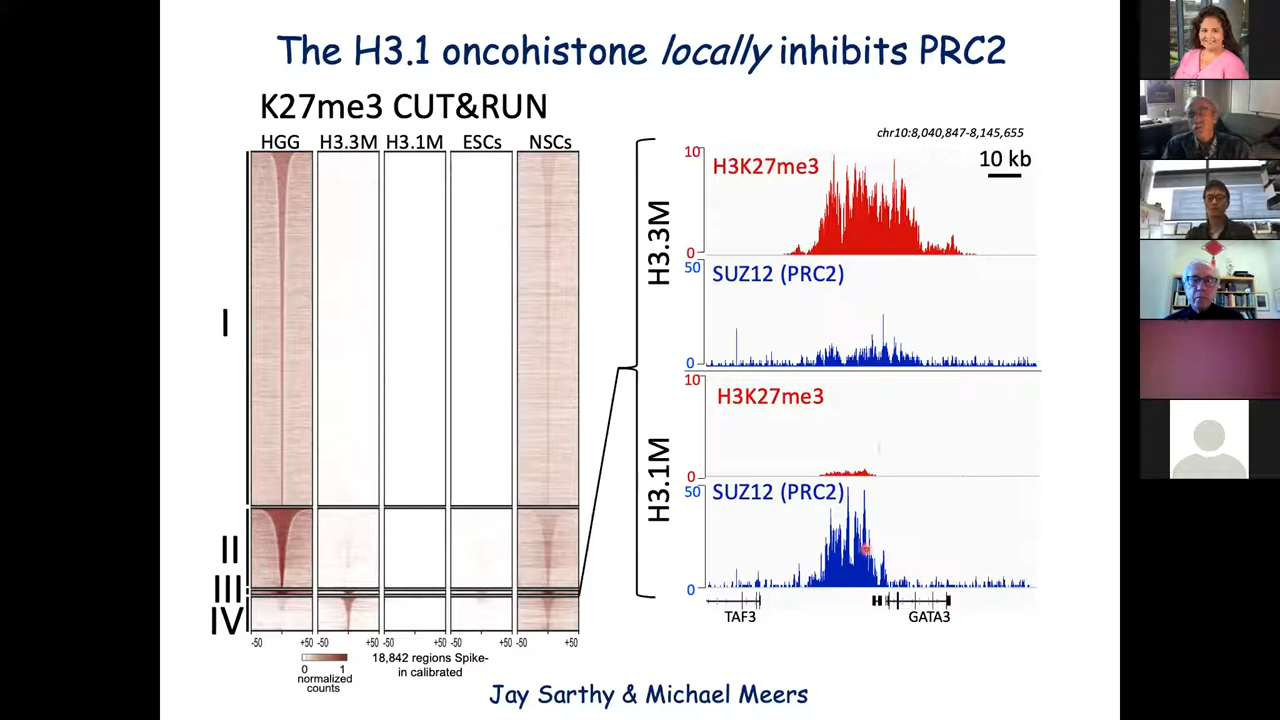 The H3.1 oncohistone locally inhibits PRC2
K27me3 CUT&RUN
HGG H3.3M H3.1M ESCs NSCs
I
II
III
IV
-50 +50 -50 +50 -50 +50 -50 +50 -50 +50
0 1
normalized
counts
18,842 regions Spike-
in calibrated
chr10:8,040,847-8,145,655
10 kb
H3.3M
10
H3K27me3
0
50
SUZ12 (PRC2)
0
H3.1M
10
H3K27me3
0
50
SUZ12 (PRC2)
0
TAF3 GATA3
Jay Sarthy & Michael Meers